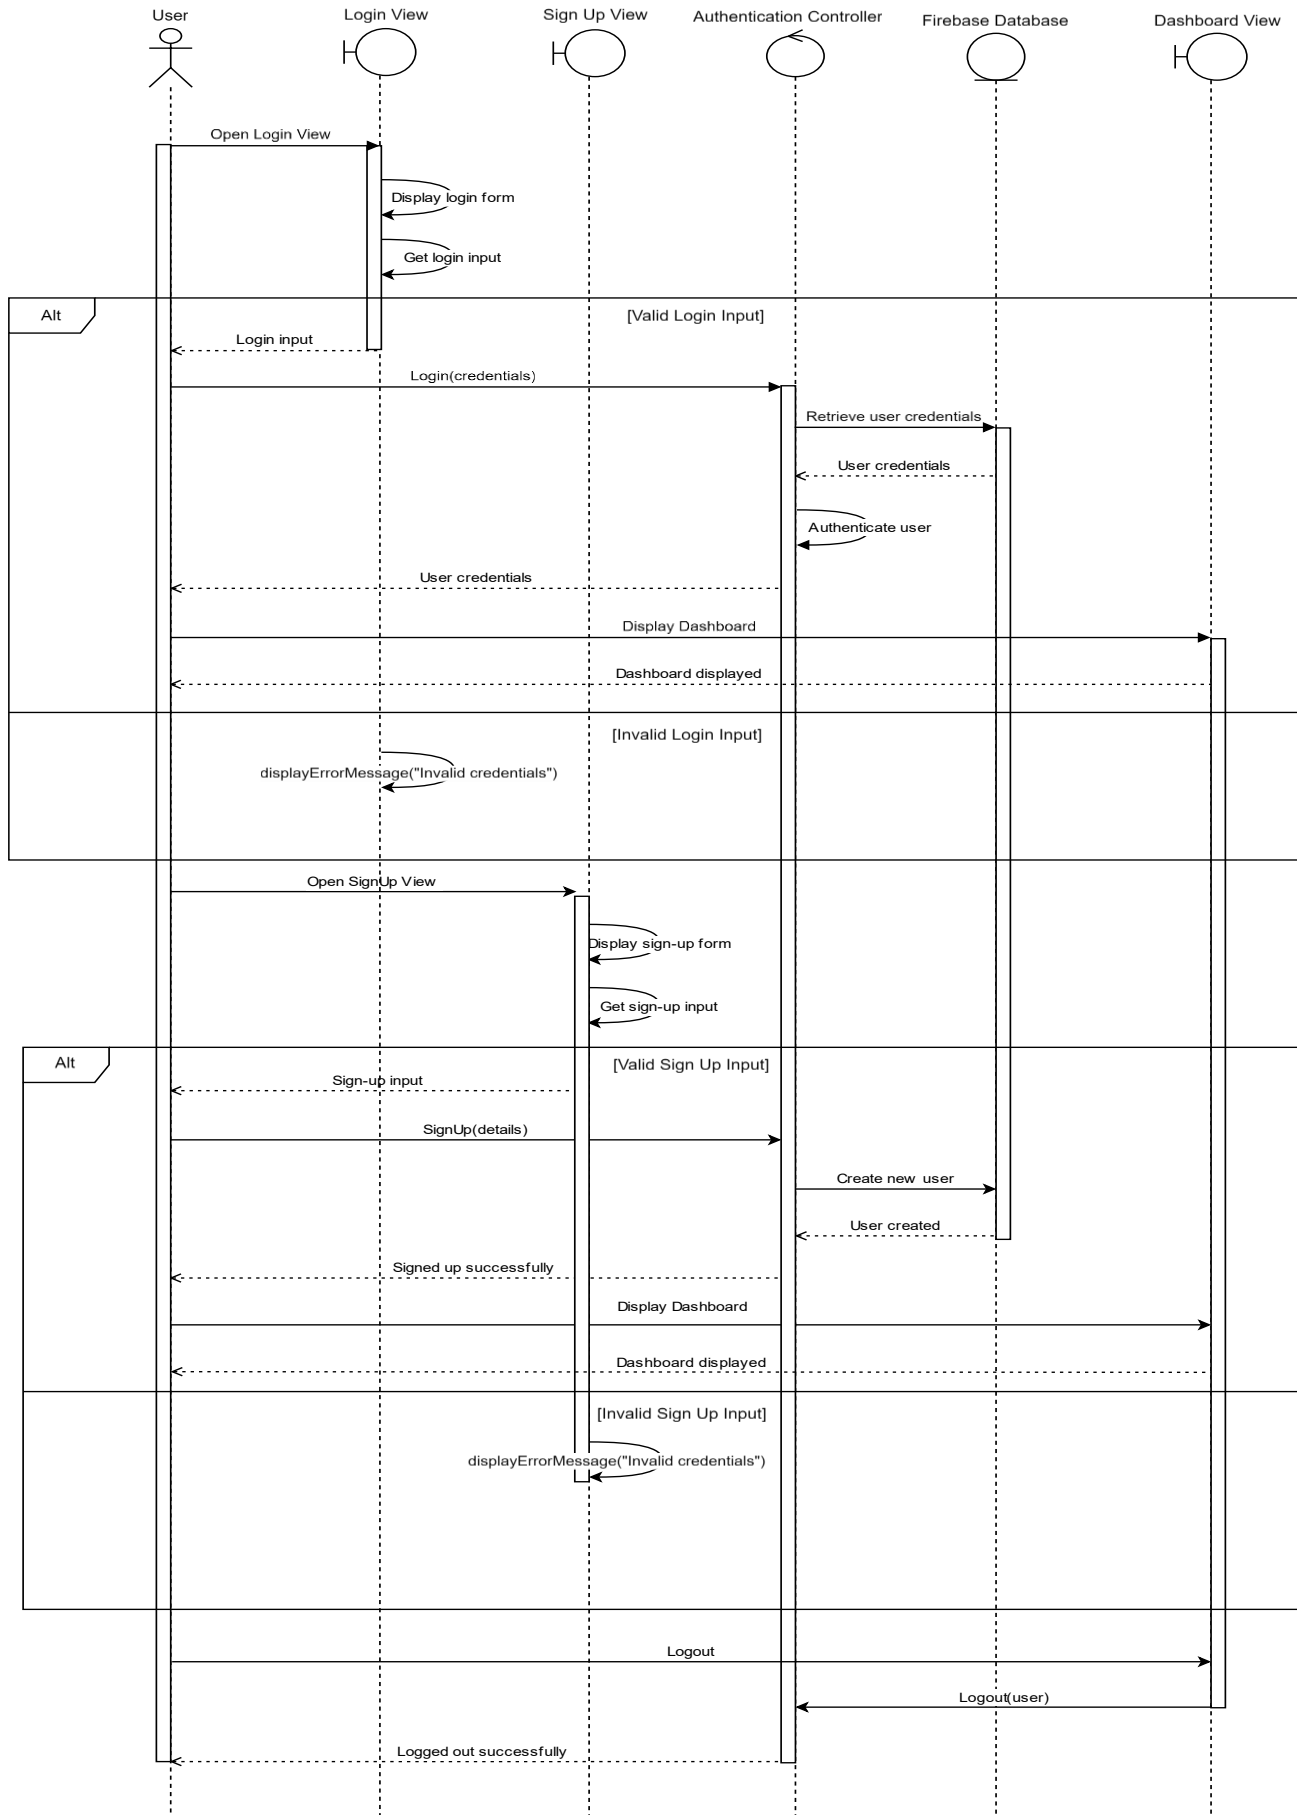 User
Login View
Sign Up View
Authentication Controller
Firebase Database
Dashboard View
Open Login View
Display login form
Get login input
Alt
[Valid Login Input]
Login input
Login(credentials)
Retrieve user credentials
User credentials
Authenticate user
User credentials
Display Dashboard
Dashboard displayed
[Invalid Login Input]
displayErrorMessage("Invalid credentials")
Open SignUp View
Display sign-up form
Get sign-up input
Alt
[Valid Sign Up Input]
Sign-up input
SignUp(details)
Create new user
User created
Signed up successfully
Display Dashboard
Dashboard displayed
[Invalid Sign Up Input]
displayErrorMessage("Invalid credentials")
Logout
Logout(user)
Logged out successfully